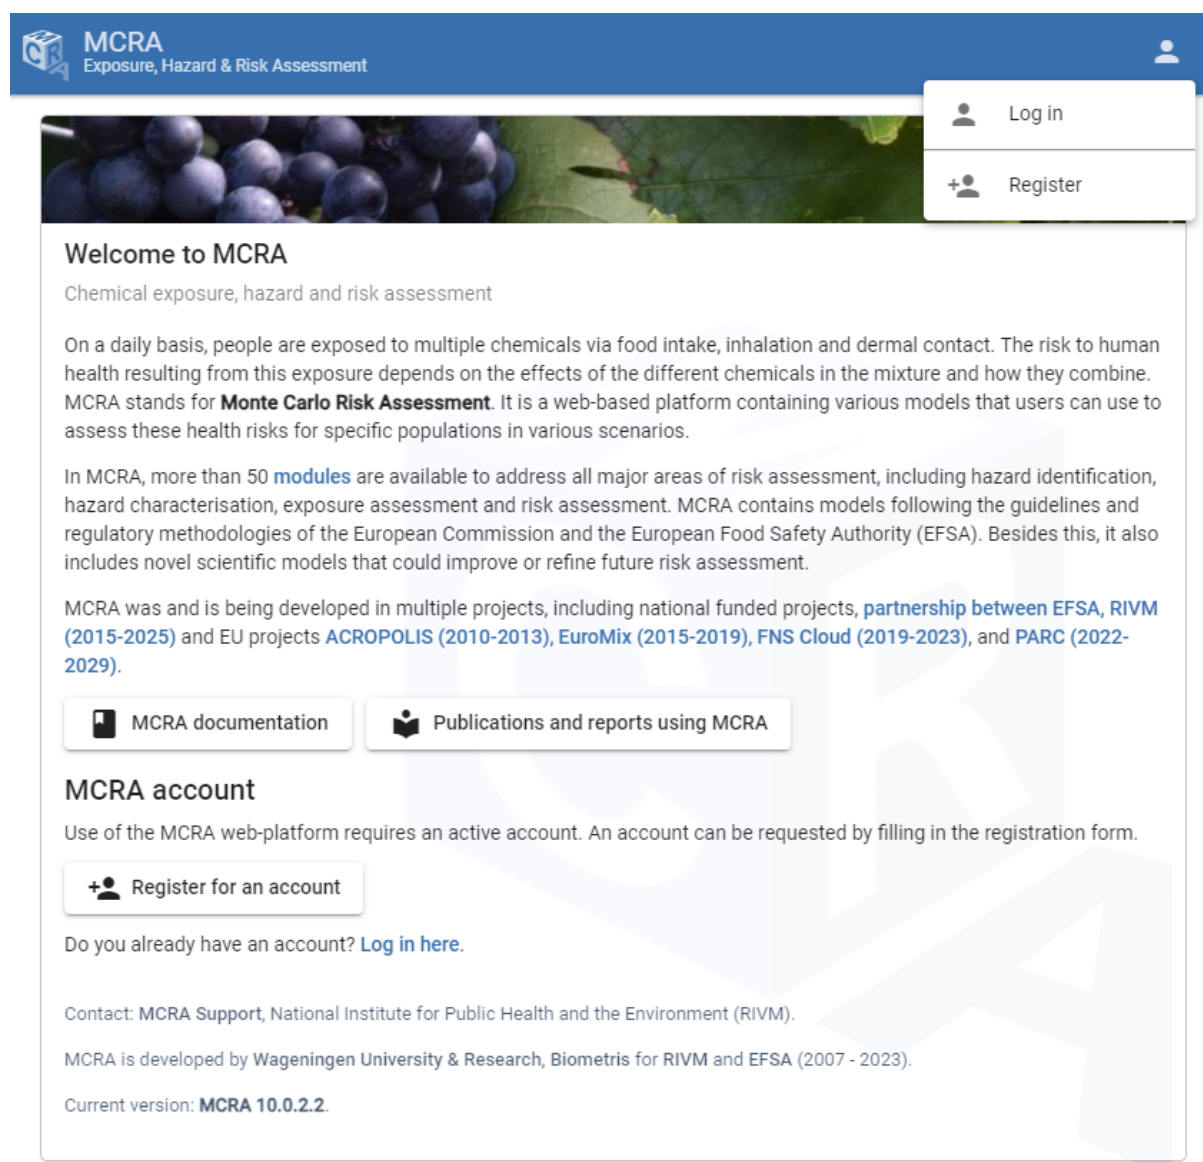 MCRA
Exposure, Hazard & Risk Assessment
Log in
Register
Welcome to MCRA
Chemical exposure, hazard and risk assessment
On a daily basis, people are exposed to multiple chemicals via food intake, inhalation and dermal contact. The risk to human
health resulting from this exposure depends on the effects of the different chemicals in the mixture and how they combine.
MCRA stands for Monte Carlo Risk Assessment. It is a web-based platform containing various models that users can use to
assess these health risks for specific populations in various scenarios.
In MCRA, more than 50 modules are available to address all major areas of risk assessment, including hazard identification,
hazard characterisation, exposure assessment and risk assessment. MCRA contains models following the guidelines and
regulatory methodologies of the European Commission and the European Food Safety Authority (EFSA). Besides this, it also
includes novel scientific models that could improve or refine future risk assessment.
MCRA was and is being developed in multiple projects, including national funded projects, partnership between EFSA, RIVM
(2015-2025) and EU projects ACROPOLIS (2010-2013), EuroMix (2015-2019), FNS Cloud (2019-2023), and PARC (2022-
2029).
MCRA documentation
Publications and reports using MCRA
MCRA account
Use of the MCRA web-platform requires an active account. An account can be requested by filling in the registration form.
Register for an account
Do you already have an account? Log in here.
Contact: MCRA Support, National Institute for Public Health and the Environment (RIVM).
MCRA is developed by Wageningen University & Research, Biometris for RIVM and EFSA (2007 - 2023).
Current version: MCRA 10.0.2.2.